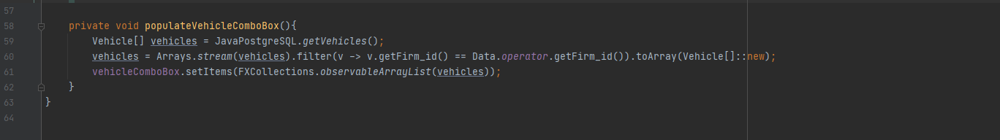 57
58 private void populateVehicleComboBox(){
59 Vehicle[] vehicles = JavaPostgreSQL.getVehicles();
60 vehicles = Arrays.stream(vehicles).filter(v -> v.getFirm_id() == Data.operator.getFirm_id()).toArray(Vehicle[]::new);
61 vehicleComboBox.setItems(FXCollections.observableArrayList(vehicles));
62 }
63 }
64